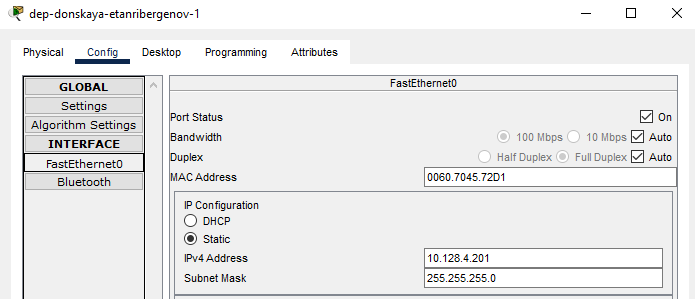 dep-donskaya-etanribergenov-1
Physical Config Desktop Programming Attributes
GLOBAL
Settings
Algorithm Settings
INTERFACE
FastEthernet0
Bluetooth
FastEthernet0
Port Status On
Bandwidth 100 Mbps 10 Mbps Auto
Duplex Half Duplex Full Duplex Auto
MAC Address 0060.7045.72D1
IP Configuration
DHCP
Static
IPv4 Address 10.128.4.201
Subnet Mask 255.255.255.0